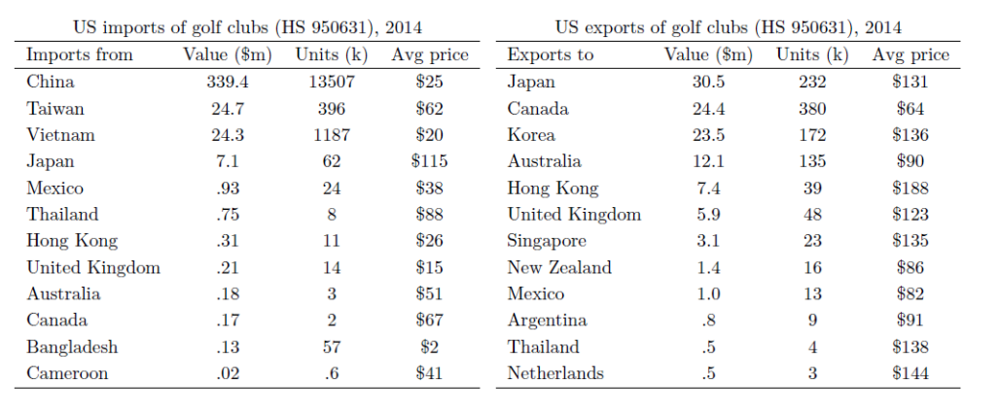 US imports of golf clubs (HS 950631), 2014
Imports from Value ($m) Units (k) Avg price
China 339.4 13507 $25
Taiwan 24.7 396 $62
Vietnam 24.3 1187 $20
Japan 7.1 62 $115
Mexico .93 24 $38
Thailand .75 8 $88
Hong Kong .31 11 $26
United Kingdom .21 14 $15
Australia .18 3 $51
Canada .17 2 $67
Bangladesh .13 57 $2
Cameroon .02 .6 $41
US exports of golf clubs (HS 950631), 2014
Exports to Value ($m) Units (k) Avg price
Japan 30.5 232 $131
Canada 24.4 380 $64
Korea 23.5 172 $136
Australia 12.1 135 $90
Hong Kong 7.4 39 $188
United Kingdom 5.9 48 $123
Singapore 3.1 23 $135
New Zealand 1.4 16 $86
Mexico 1.0 13 $82
Argentina .8 9 $91
Thailand .5 4 $138
Netherlands .5 3 $144